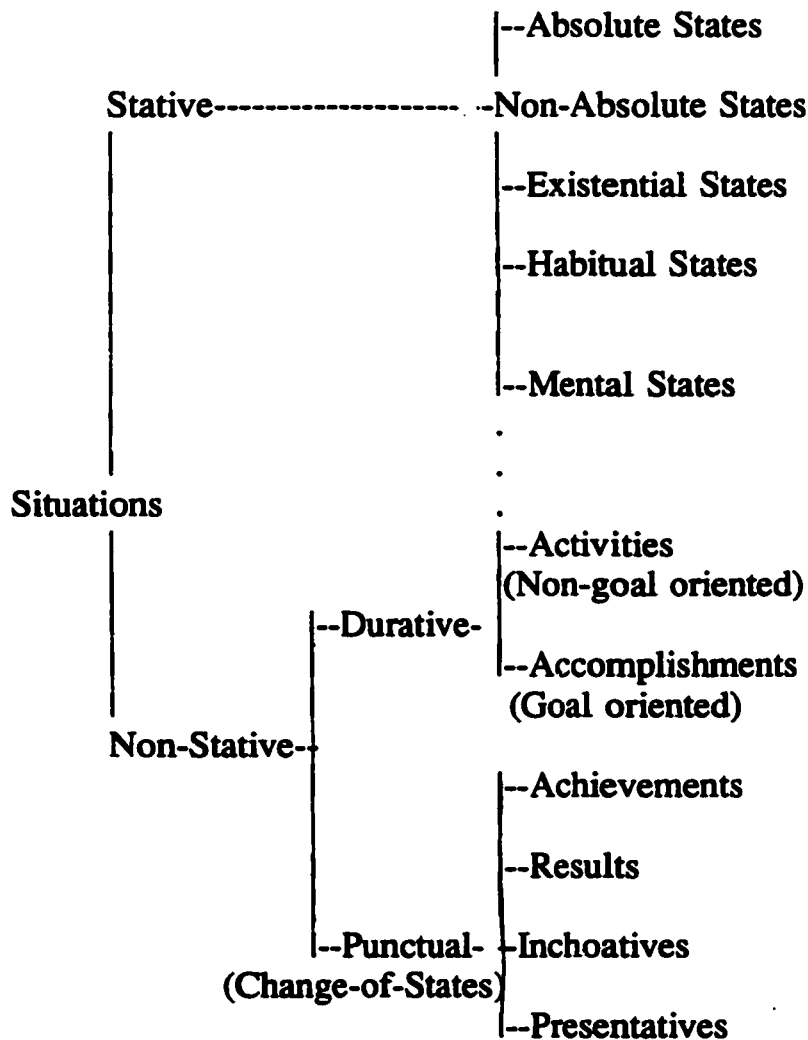 --Absolute States
Stative------------------- --Non-Absolute States
--Existential States
--Habitual States
--Mental States
.
.
Situations
.
--Activities
(Non-goal oriented)
--Durative-
--Accomplishments
(Goal oriented)
Non-Stative--
--Achievements
--Results
--Punctual- --Inchoatives
(Change-of-States)
--Presentatives